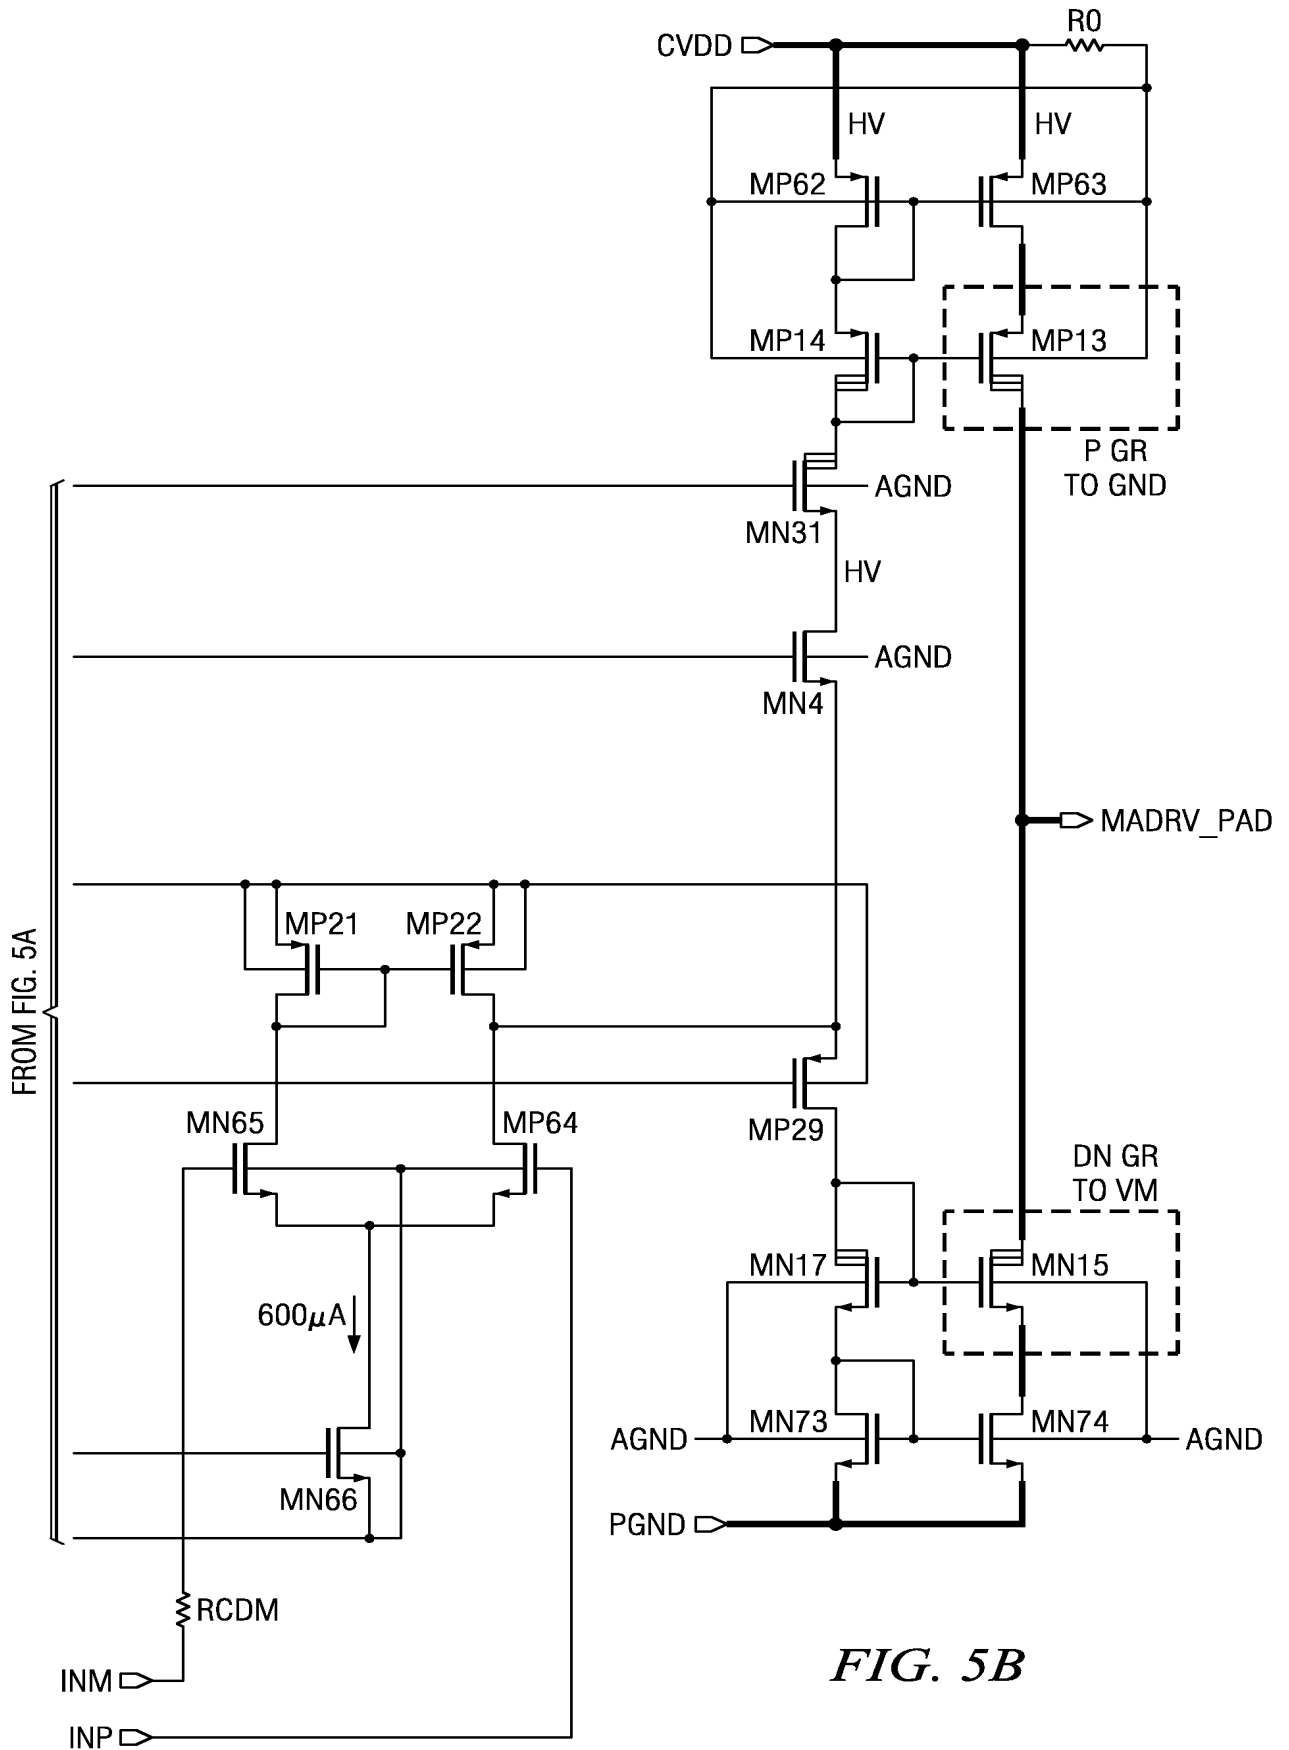 R0
CVDD
HV HV
MP62 MP63
MP14 MP13
P GR
TO GND
AGND
MN31
HV
AGND
MN4
MADRV_PAD
MP21 MP22
FROM FIG. 5A
MN65 MP64
MP29
DN GR
TO VM
MN17 MN15
600μA
MN73 MN74
AGND AGND
MN66
PGND
RCDM
INM
INP
FIG. 5B